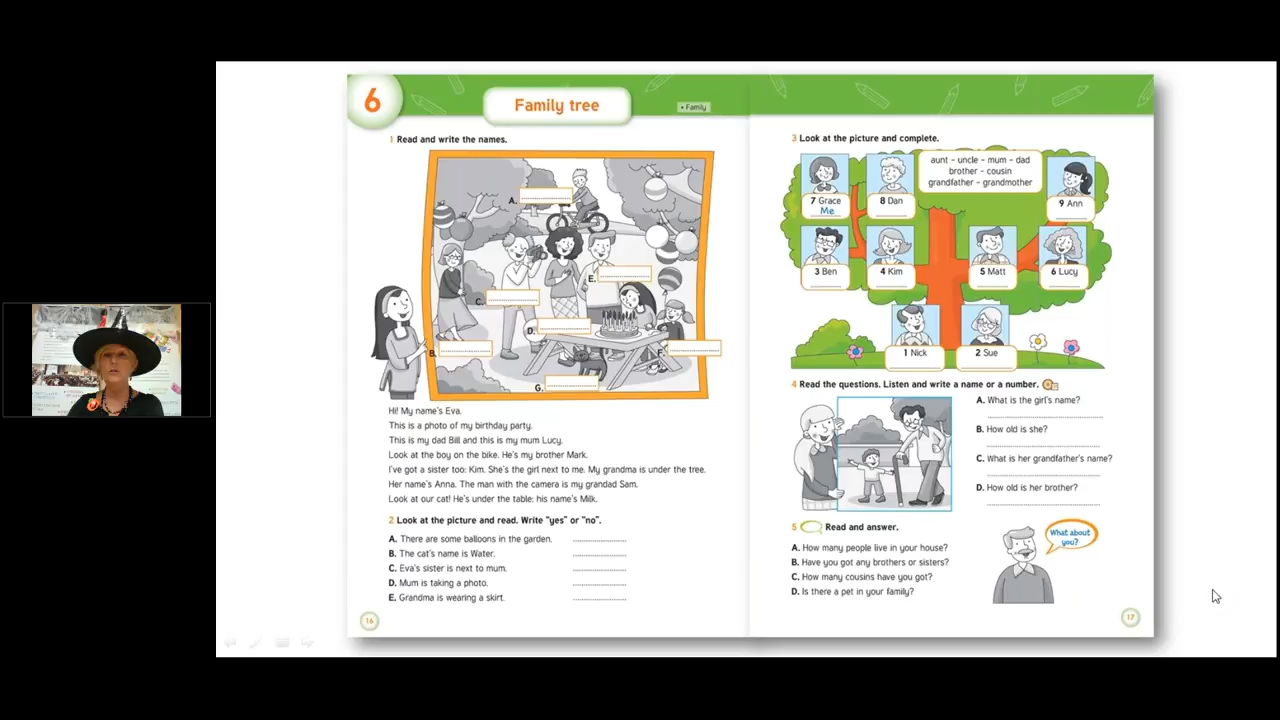 6
Family tree
• Family
1 Read and write the names.
A. ................
B. ................
C. ................
D. ................
E. ................
F. ................
G. ................
Hi! My name's Eva.
This is a photo of my birthday party.
This is my dad Bill and this is my mum Lucy.
Look at the boy on the bike. He's my brother Mark.
I've got a sister too: Kim. She's the girl next to me. My grandma is under the tree.
Her name's Anna. The man with the camera is my grandad Sam.
Look at our cat! He's under the table: his name's Milk.
2 Look at the picture and read. Write "yes" or "no".
A. There are some balloons in the garden. ................
B. The cat's name is Water. ................
C. Eva's sister is next to mum. ................
D. Mum is taking a photo. ................
E. Grandma is wearing a skirt. ................
16
3 Look at the picture and complete.
aunt - uncle - mum - dad
brother - cousin
grandfather - grandmother
7 Grace
Me
8 Dan
9 Ann
3 Ben
4 Kim
5 Matt
6 Lucy
1 Nick
2 Sue
4 Read the questions. Listen and write a name or a number.
A. What is the girl's name?
................
B. How old is she?
................
C. What is her grandfather's name?
................
D. How old is her brother?
................
5 Read and answer.
A. How many people live in your house?
B. Have you got any brothers or sisters?
C. How many cousins have you got?
D. Is there a pet in your family?
What about
you?
17